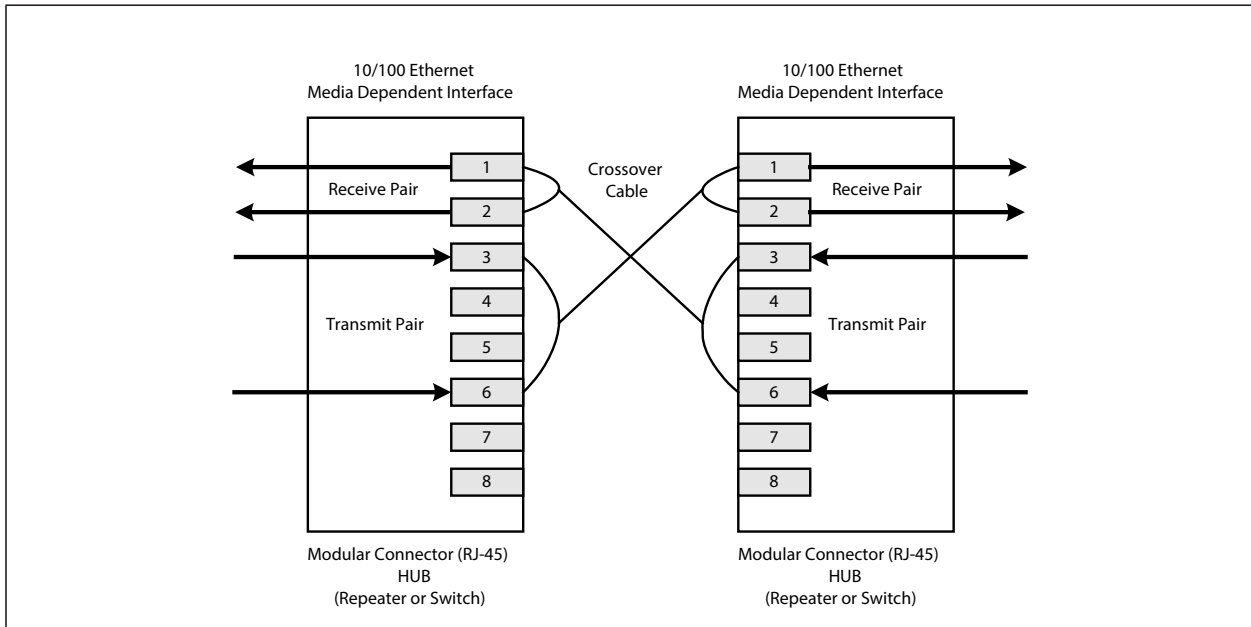 10/100 Ethernet
Media Dependent Interface
10/100 Ethernet
Media Dependent Interface
1
Receive Pair
2
3
4
Transmit Pair
5
6
7
8
Crossover
Cable
1
Receive Pair
2
3
4
Transmit Pair
5
6
7
8
Modular Connector (RJ-45)
HUB
(Repeater or Switch)
Modular Connector (RJ-45)
HUB
(Repeater or Switch)